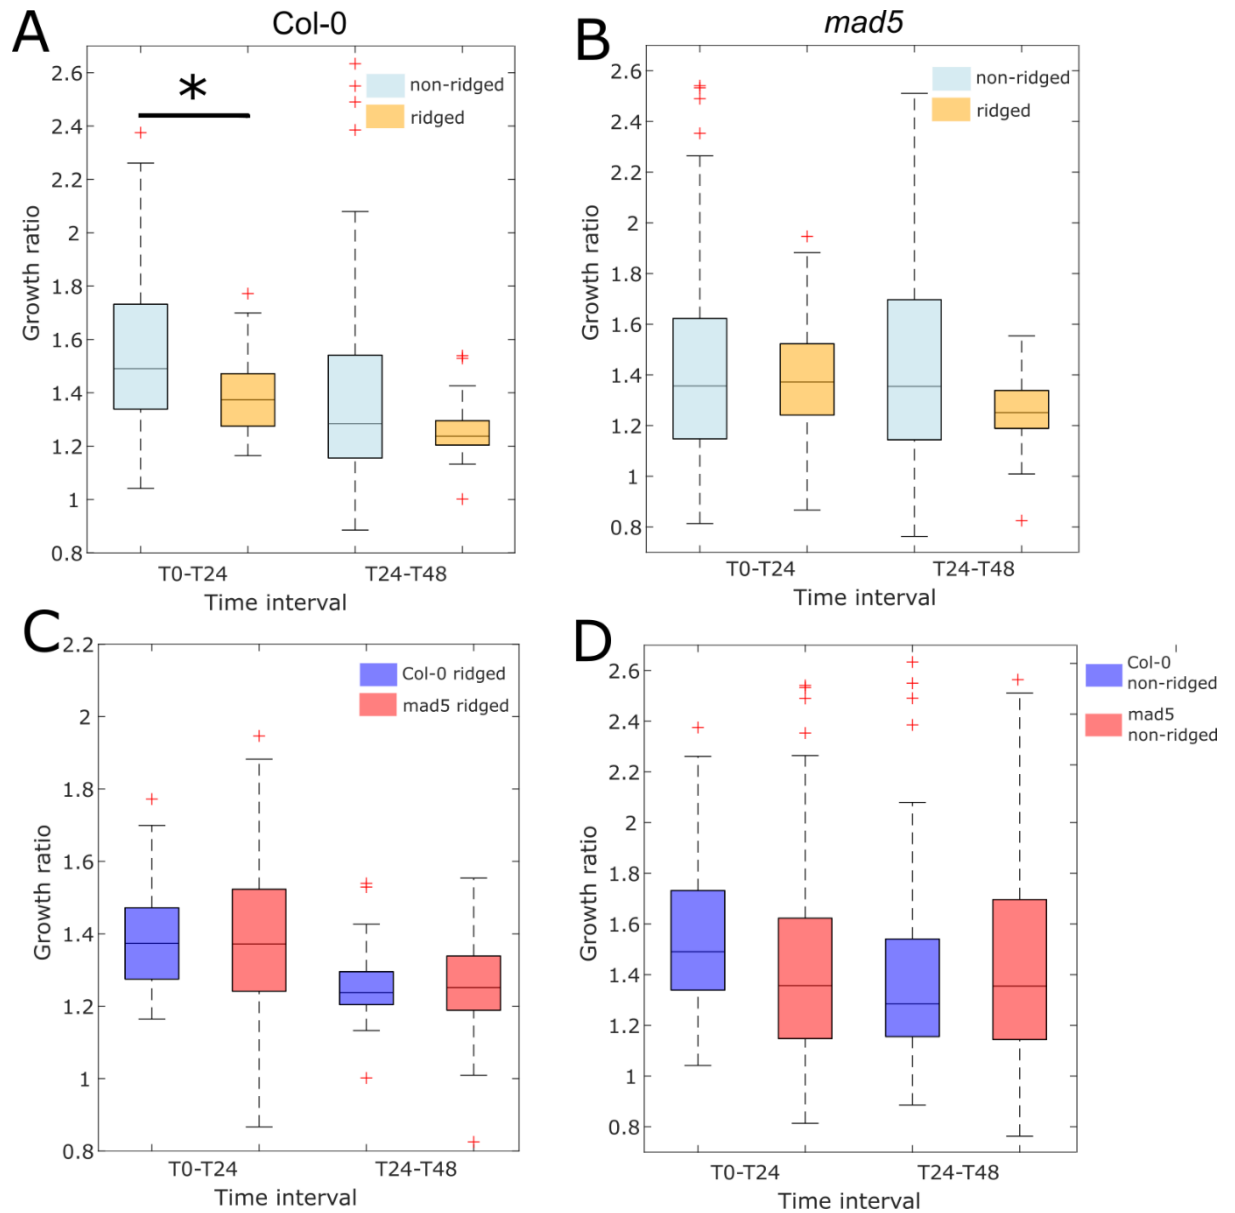 A
Col-0
2.6
2.4
2.2
2
1.8
1.6
1.4
1.2
1
0.8
Growth ratio
*
non-ridged
ridged
T0-T24
T24-T48
Time interval
B
mad5
2.6
2.4
2.2
2
1.8
1.6
1.4
1.2
1
0.8
Growth ratio
non-ridged
ridged
T0-T24
T24-T48
Time interval
C
2.2
2
1.8
1.6
1.4
1.2
1
0.8
Growth ratio
Col-0 ridged
mad5 ridged
T0-T24
T24-T48
Time interval
D
2.6
2.4
2.2
2
1.8
1.6
1.4
1.2
1
0.8
Growth ratio
Col-0
non-ridged
mad5
non-ridged
T0-T24
T24-T48
Time interval